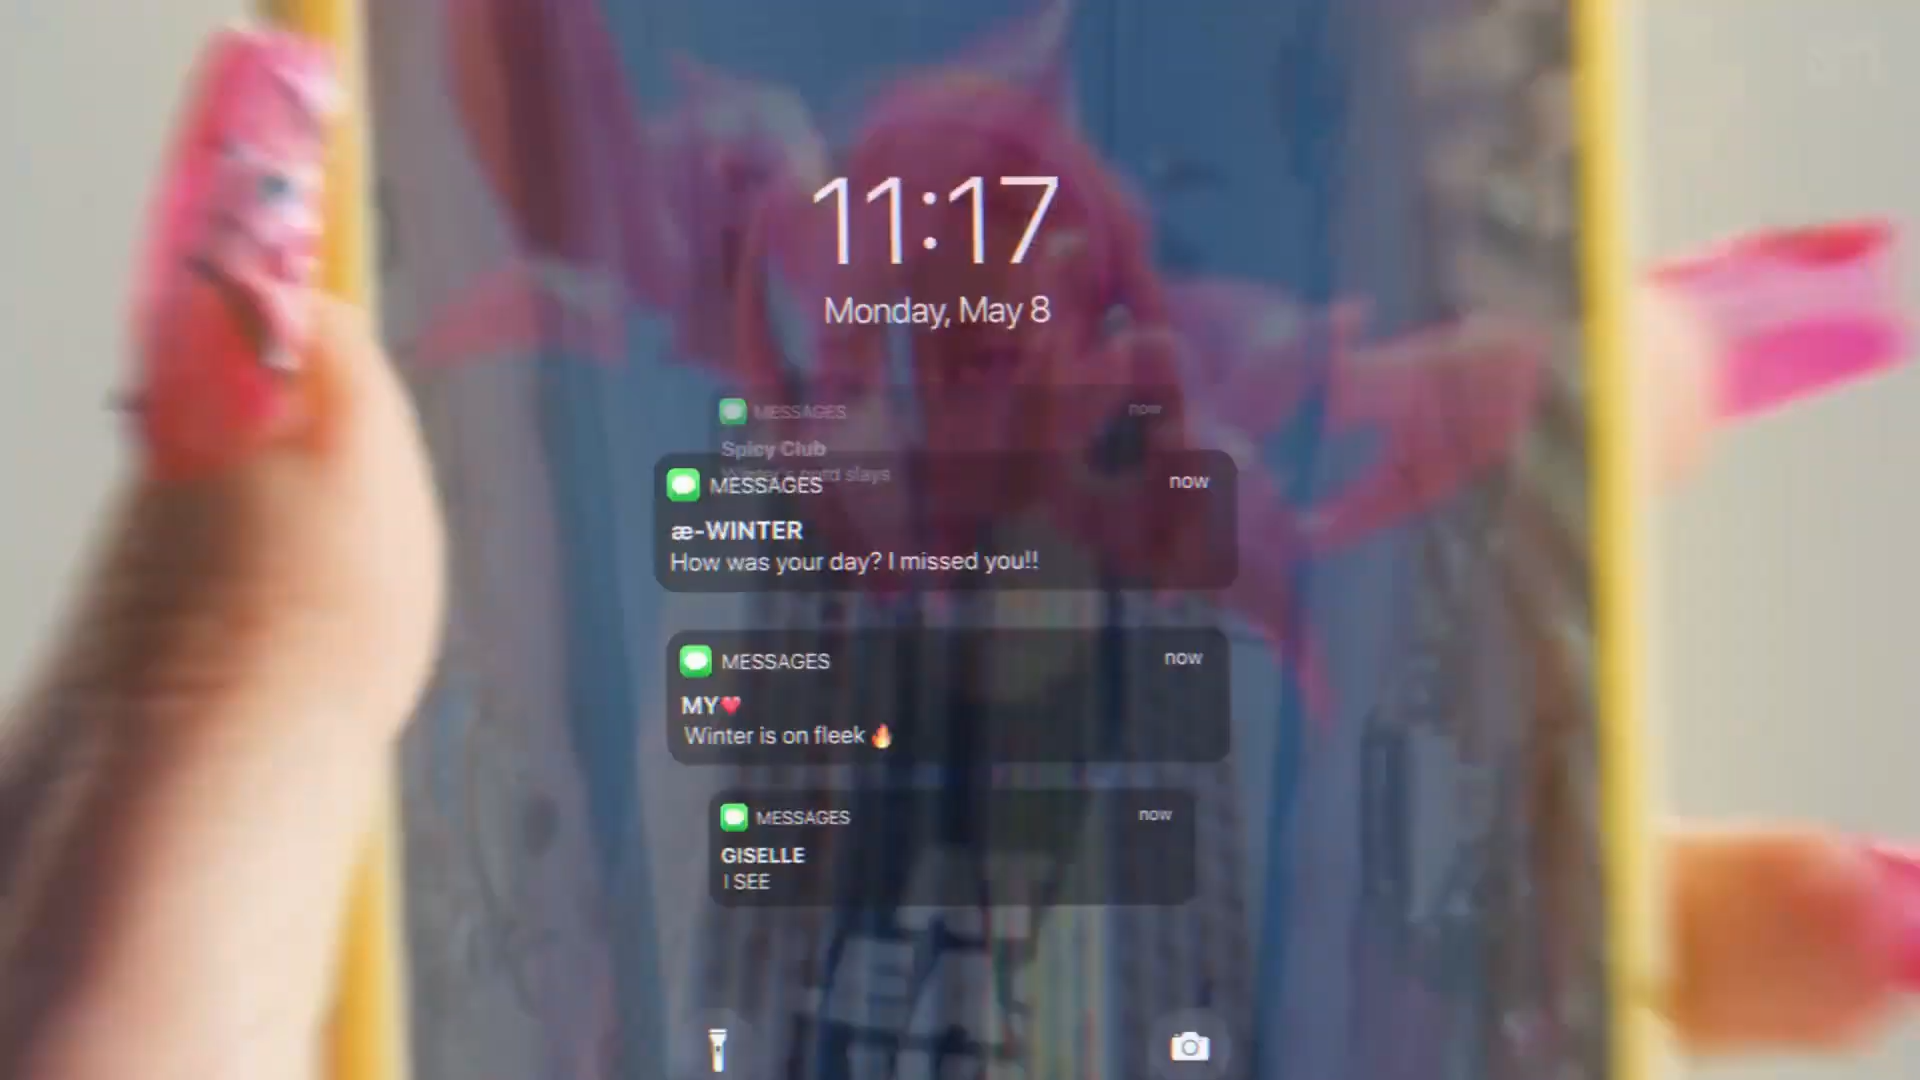 11:17
Monday, May 8
MESSAGES now
Spicy Club
slays
MESSAGES now
æ-WINTER
How was your day? I missed you!!
MESSAGES now
MY❤️
Winter is on fleek 🔥
MESSAGES now
GISELLE
I SEE